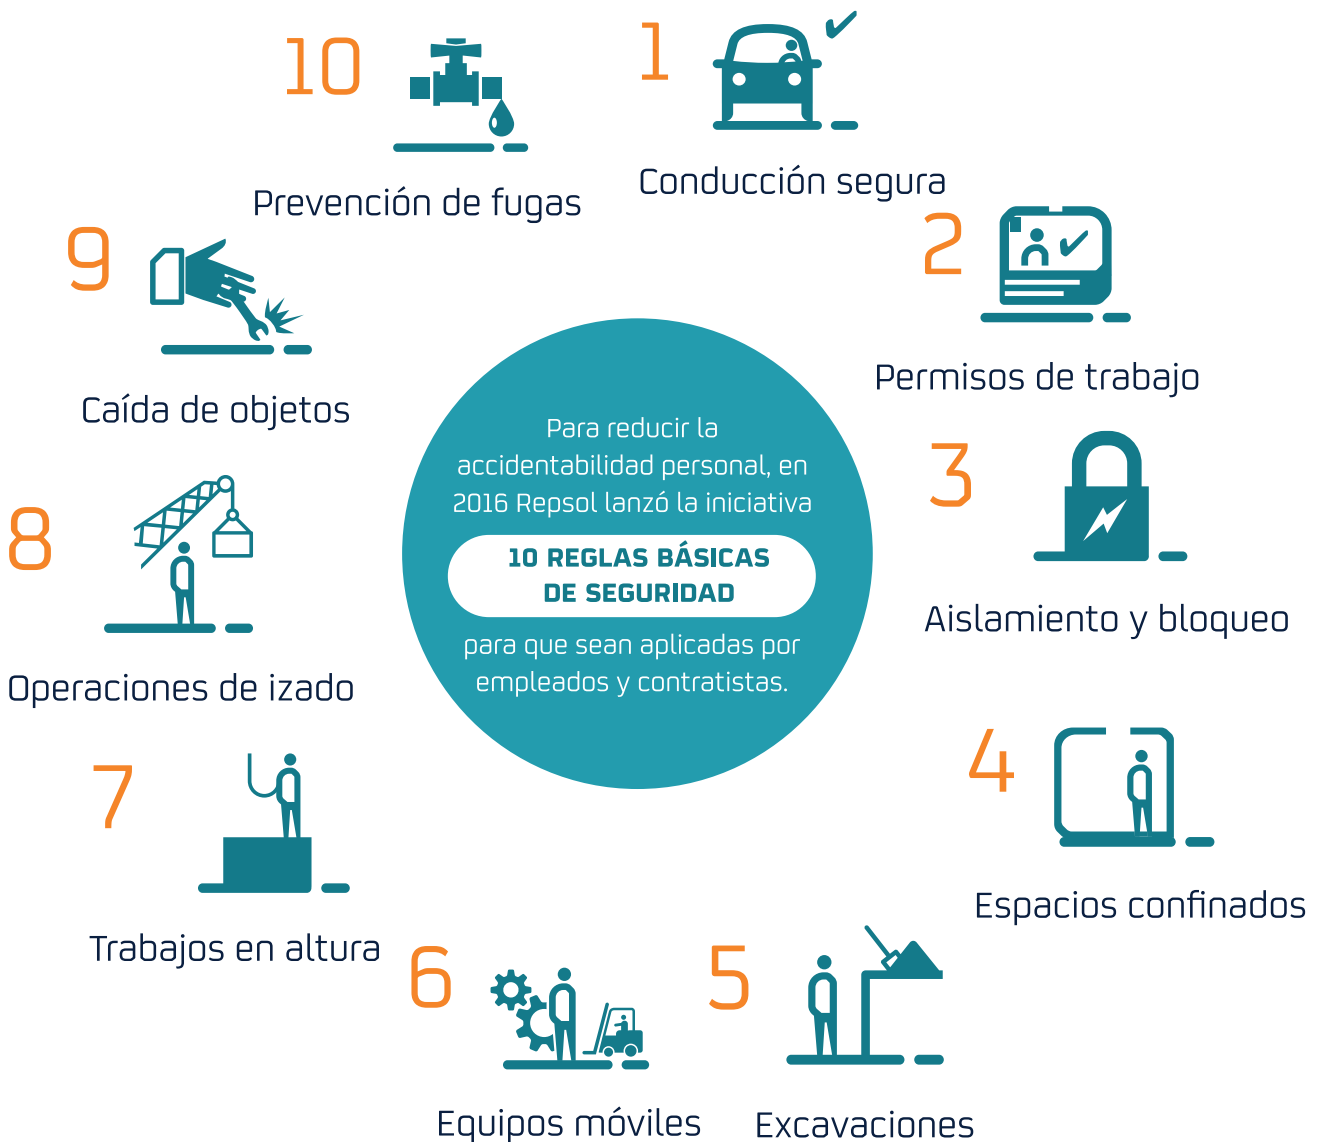 1
Conducción segura
2
Permisos de trabajo
3
Aislamiento y bloqueo
4
Espacios confinados
5
Excavaciones
6
Equipos móviles
7
Trabajos en altura
8
Operaciones de izado
9
Caída de objetos
10
Prevención de fugas
Para reducir la
accidentabilidad personal, en
2016 Repsol lanzó la iniciativa
10 REGLAS BÁSICAS
DE SEGURIDAD
para que sean aplicadas por
empleados y contratistas.